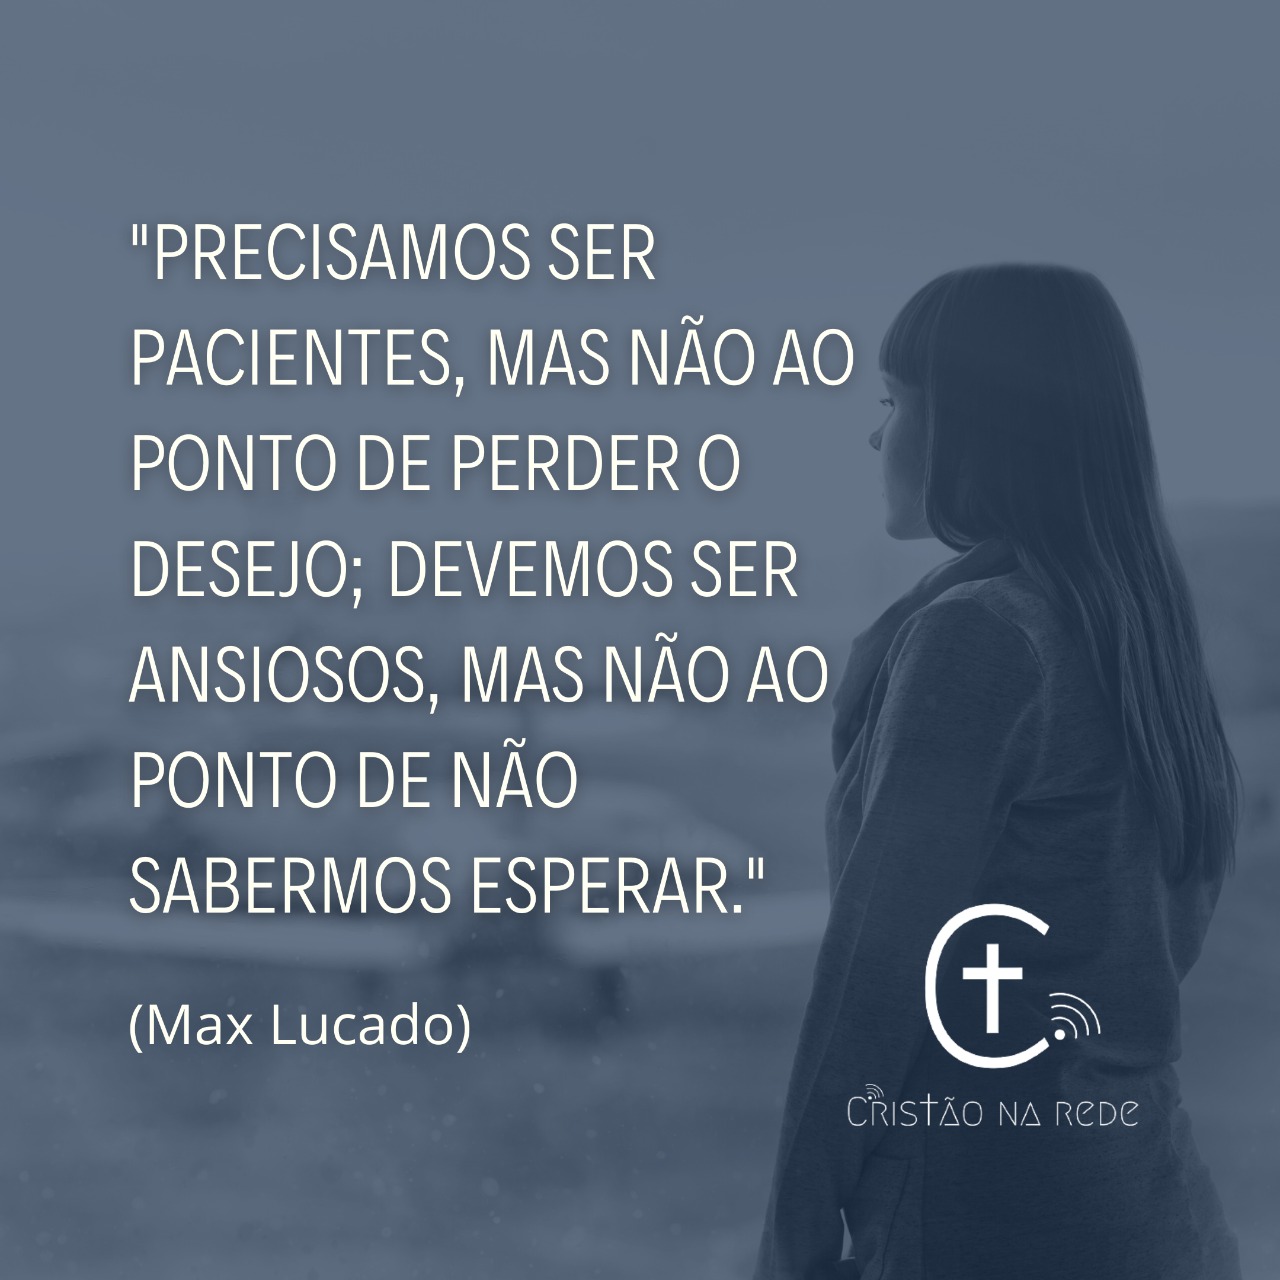 "PRECISAMOS SER
PACIENTES, MAS NÃO AO
PONTO DE PERDER O
DESEJO; DEVEMOS SER
ANSIOSOS, MAS NÃO AO
PONTO DE NÃO
SABERMOS ESPERAR."
(Max Lucado)
CRISTÃO NA REDE